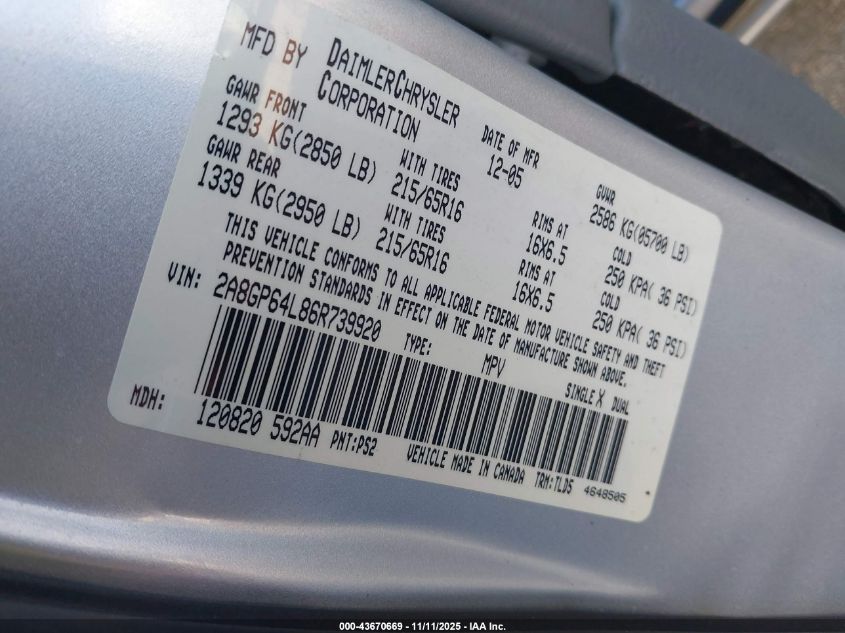 MFD BY DAIMLERCHRYSLER CORPORATION
DATE OF MFR 12-05
GVWR 2586 KG(05700 LB)
GAWR FRONT
1293 KG(2850 LB) WITH TIRES 215/65R16 RIMS AT 16X6.5 COLD 250 KPA( 36 PSI)
GAWR REAR
1339 KG(2950 LB) WITH TIRES 215/65R16 RIMS AT 16X6.5 COLD 250 KPA( 36 PSI)
THIS VEHICLE CONFORMS TO ALL APPLICABLE FEDERAL MOTOR VEHICLE SAFETY AND THEFT
PREVENTION STANDARDS IN EFFECT ON THE DATE OF MANUFACTURE SHOWN ABOVE.
VIN: 2A8GP64L86R739920 TYPE: MPV SINGLE X DUAL
MDH: 120820 592AA PNT:PS2 VEHICLE MADE IN CANADA TRM:TLD5 4648505
000-43670669 - 11/11/2025 - IAA Inc.